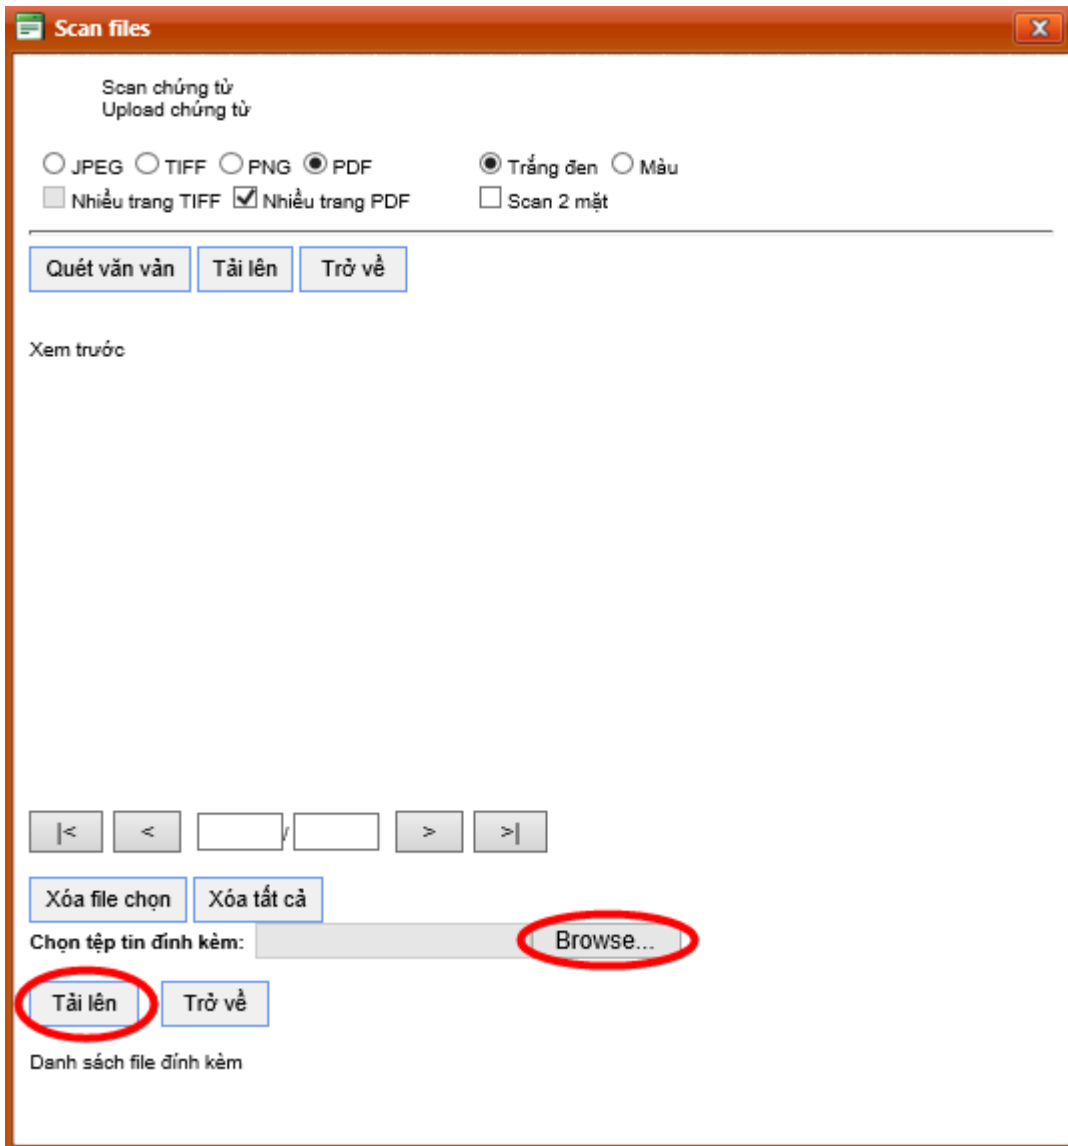 Scan files
Scan chứng từ
Upload chứng từ
JPEG TIFF PNG PDF Trắng đen Màu
Nhiều trang TIFF Nhiều trang PDF Scan 2 mặt
Quét văn vản Tải lên Trở về
Xem trước
|< < / > >|
Xóa file chọn Xóa tất cả
Chọn tệp tin đính kèm: Browse...
Tải lên Trở về
Danh sách file đính kèm